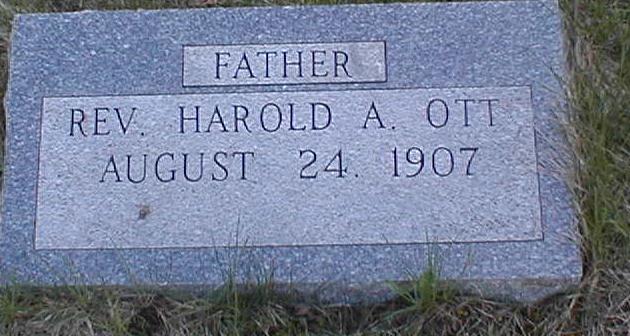 FATHER
REV. HAROLD A. OTT
AUGUST 24. 1907